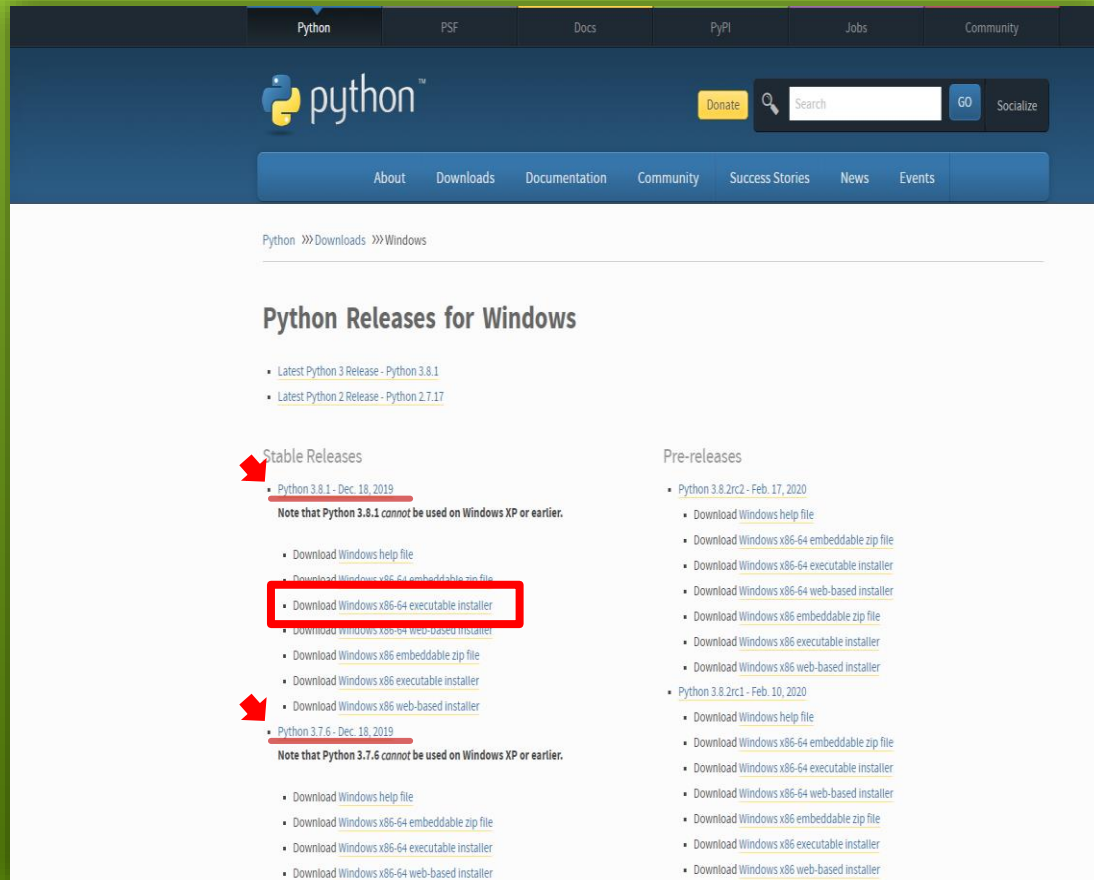 Python PSF Docs PyPI Jobs Community
python™
Donate Search GO Socialize
About Downloads Documentation Community Success Stories News Events
Python >>> Downloads >>> Windows
Python Releases for Windows
Latest Python 3 Release - Python 3.8.1
Latest Python 2 Release - Python 2.7.17
Stable Releases
Python 3.8.1 - Dec. 18, 2019
Note that Python 3.8.1 cannot be used on Windows XP or earlier.
Download Windows help file
Download Windows x86-64 embeddable zip file
Download Windows x86-64 executable installer
Download Windows x86-64 web-based installer
Download Windows x86 embeddable zip file
Download Windows x86 executable installer
Download Windows x86 web-based installer
Python 3.7.6 - Dec. 18, 2019
Note that Python 3.7.6 cannot be used on Windows XP or earlier.
Download Windows help file
Download Windows x86-64 embeddable zip file
Download Windows x86-64 executable installer
Download Windows x86-64 web-based installer
Pre-releases
Python 3.8.2rc2 - Feb. 17, 2020
Download Windows help file
Download Windows x86-64 embeddable zip file
Download Windows x86-64 executable installer
Download Windows x86-64 web-based installer
Download Windows x86 embeddable zip file
Download Windows x86 executable installer
Download Windows x86 web-based installer
Python 3.8.2rc1 - Feb. 10, 2020
Download Windows help file
Download Windows x86-64 embeddable zip file
Download Windows x86-64 executable installer
Download Windows x86-64 web-based installer
Download Windows x86 embeddable zip file
Download Windows x86 executable installer
Download Windows x86 web-based installer